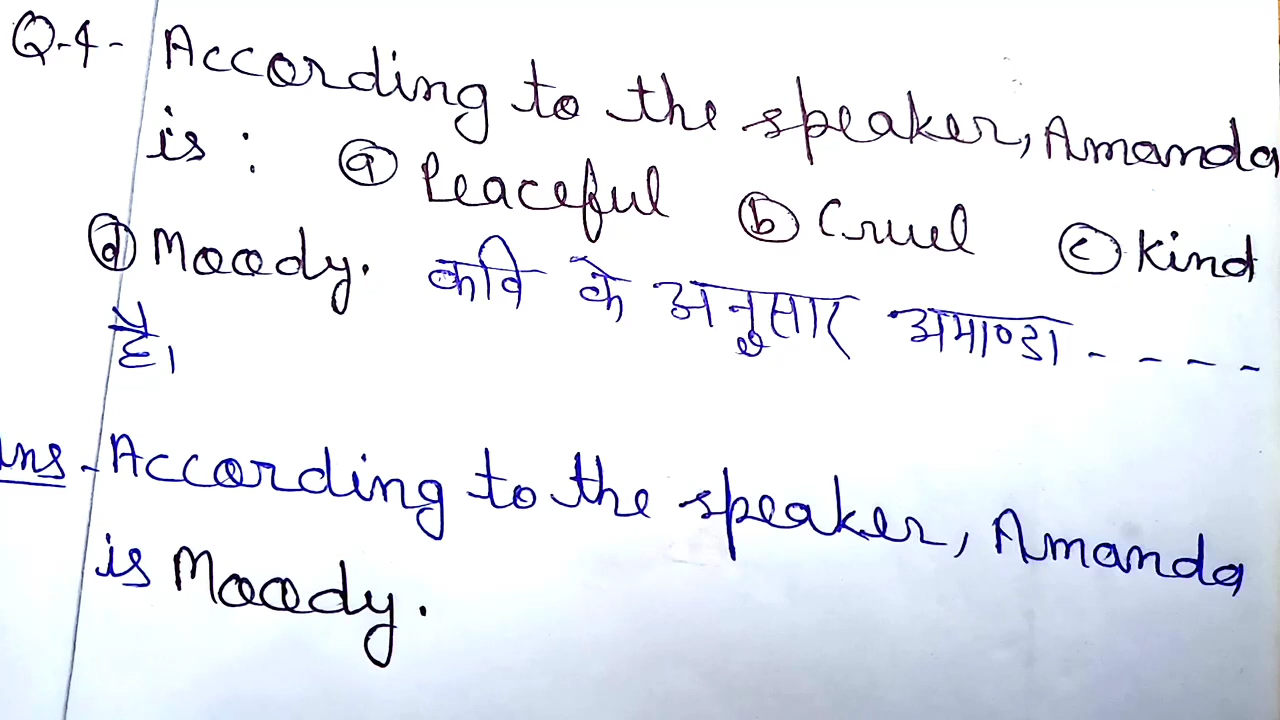 Q-4- According to the speaker, Amanda
is : ⓐ Peaceful ⓑ Cruel ⓒ kind
ⓓ Moody. कवि के अनुसार अमाण्डा - - - -
है।
Ans - According to the speaker, Amanda
is Moody.